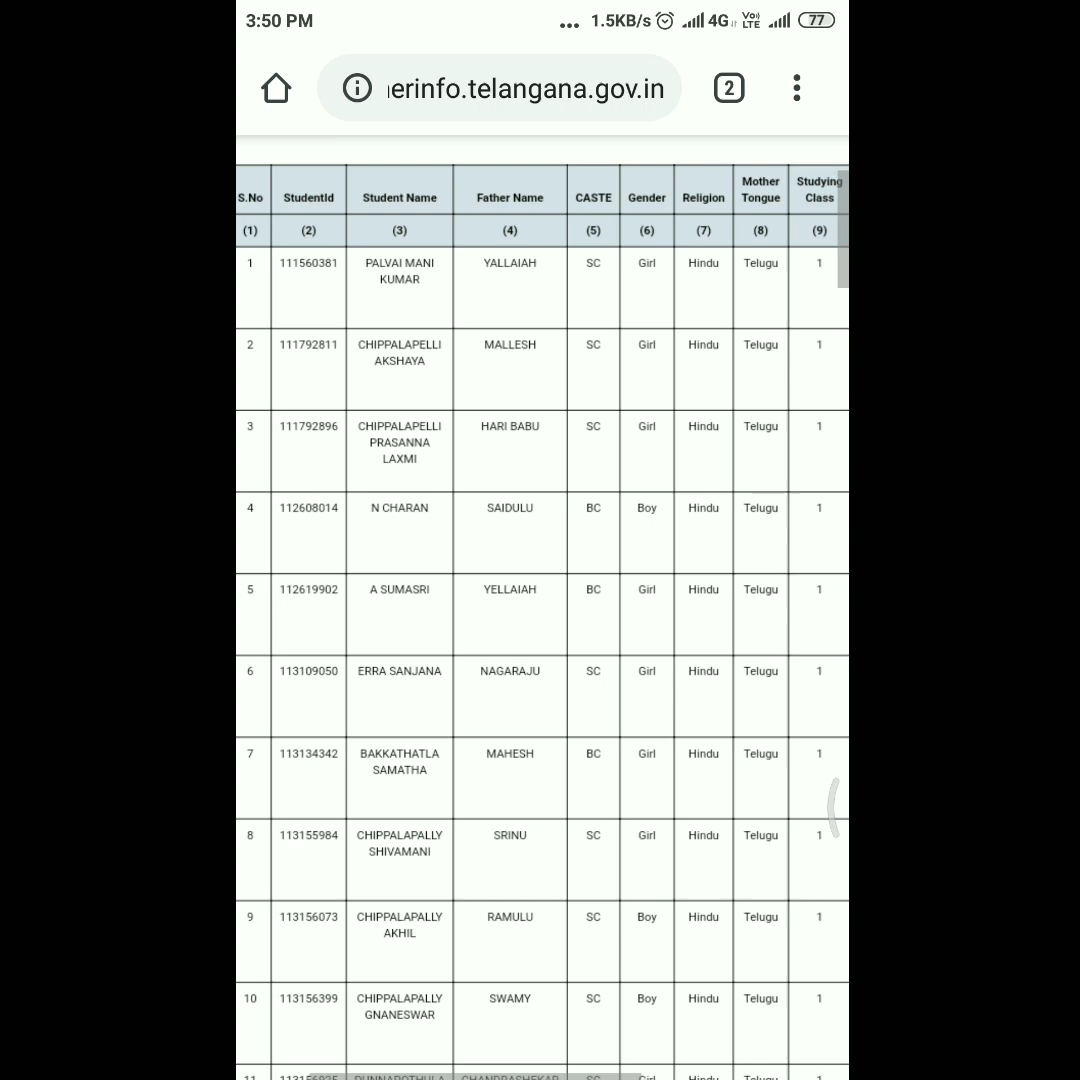 3:50 PM ... 1.5KB/s 4G Vo)) LTE 77
erinfo.telangana.gov.in 2
S.No StudentId Student Name Father Name CASTE Gender Religion Mother Tongue Studying Class
(1) (2) (3) (4) (5) (6) (7) (8) (9)
1 111560381 PALVAI MANI KUMAR YALLAIAH SC Girl Hindu Telugu 1
2 111792811 CHIPPALAPELLI AKSHAYA MALLESH SC Girl Hindu Telugu 1
3 111792896 CHIPPALAPELLI PRASANNA LAXMI HARI BABU SC Girl Hindu Telugu 1
4 112608014 N CHARAN SAIDULU BC Boy Hindu Telugu 1
5 112619902 A SUMASRI YELLAIAH BC Girl Hindu Telugu 1
6 113109050 ERRA SANJANA NAGARAJU SC Girl Hindu Telugu 1
7 113134342 BAKKATHATLA SAMATHA MAHESH BC Girl Hindu Telugu 1
8 113155984 CHIPPALAPALLY SHIVAMANI SRINU SC Girl Hindu Telugu 1
9 113156073 CHIPPALAPALLY AKHIL RAMULU SC Boy Hindu Telugu 1
10 113156399 CHIPPALAPALLY GNANESWAR SWAMY SC Boy Hindu Telugu 1